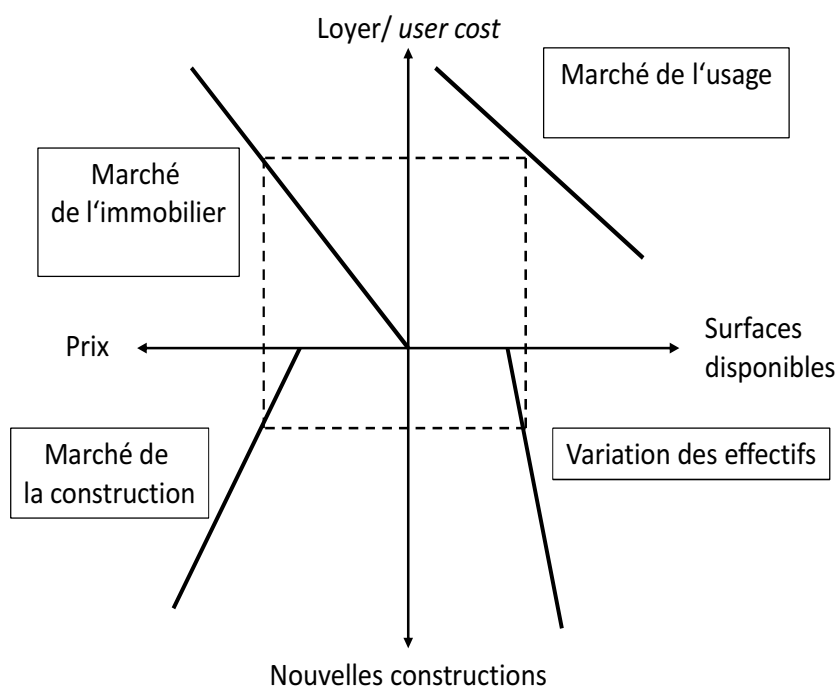 Loyer/ user cost
Marché de l‘usage
Marché
de l‘immobilier
Prix
Surfaces
disponibles
Marché de
la construction
Variation des effectifs
Nouvelles constructions